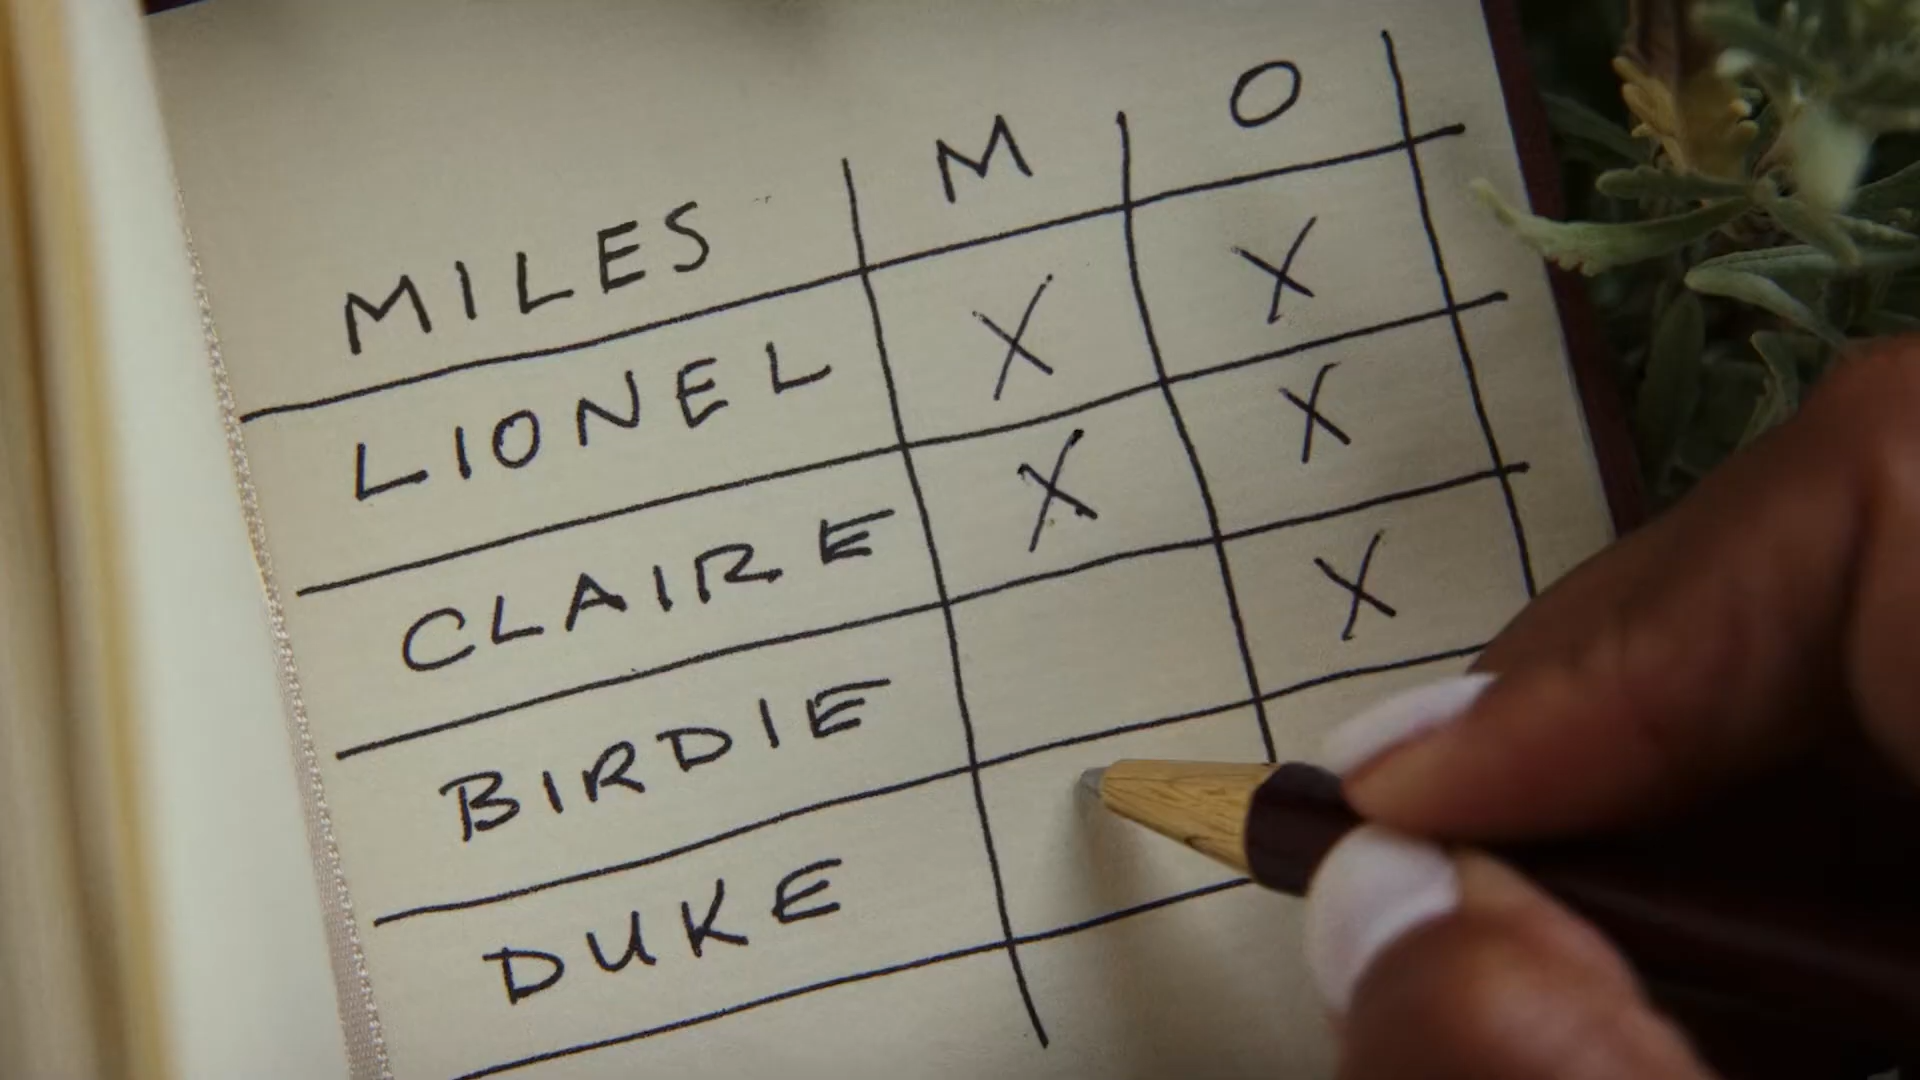 MILES M O
LIONEL X X
CLAIRE X X
BIRDIE X
DUKE